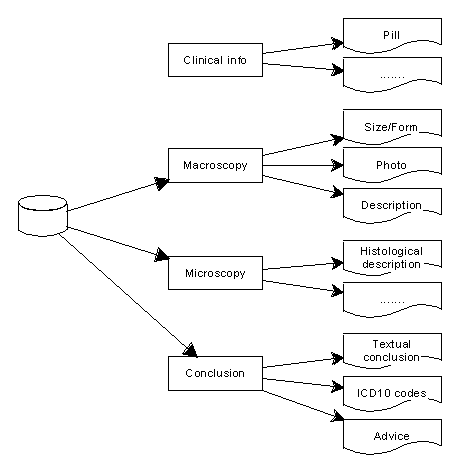 Clinical info
Pill
.......
Macroscopy
Size/Form
Photo
Description
Microscopy
Histological
description
.......
Conclusion
Textual
conclusion
ICD10 codes
Advice